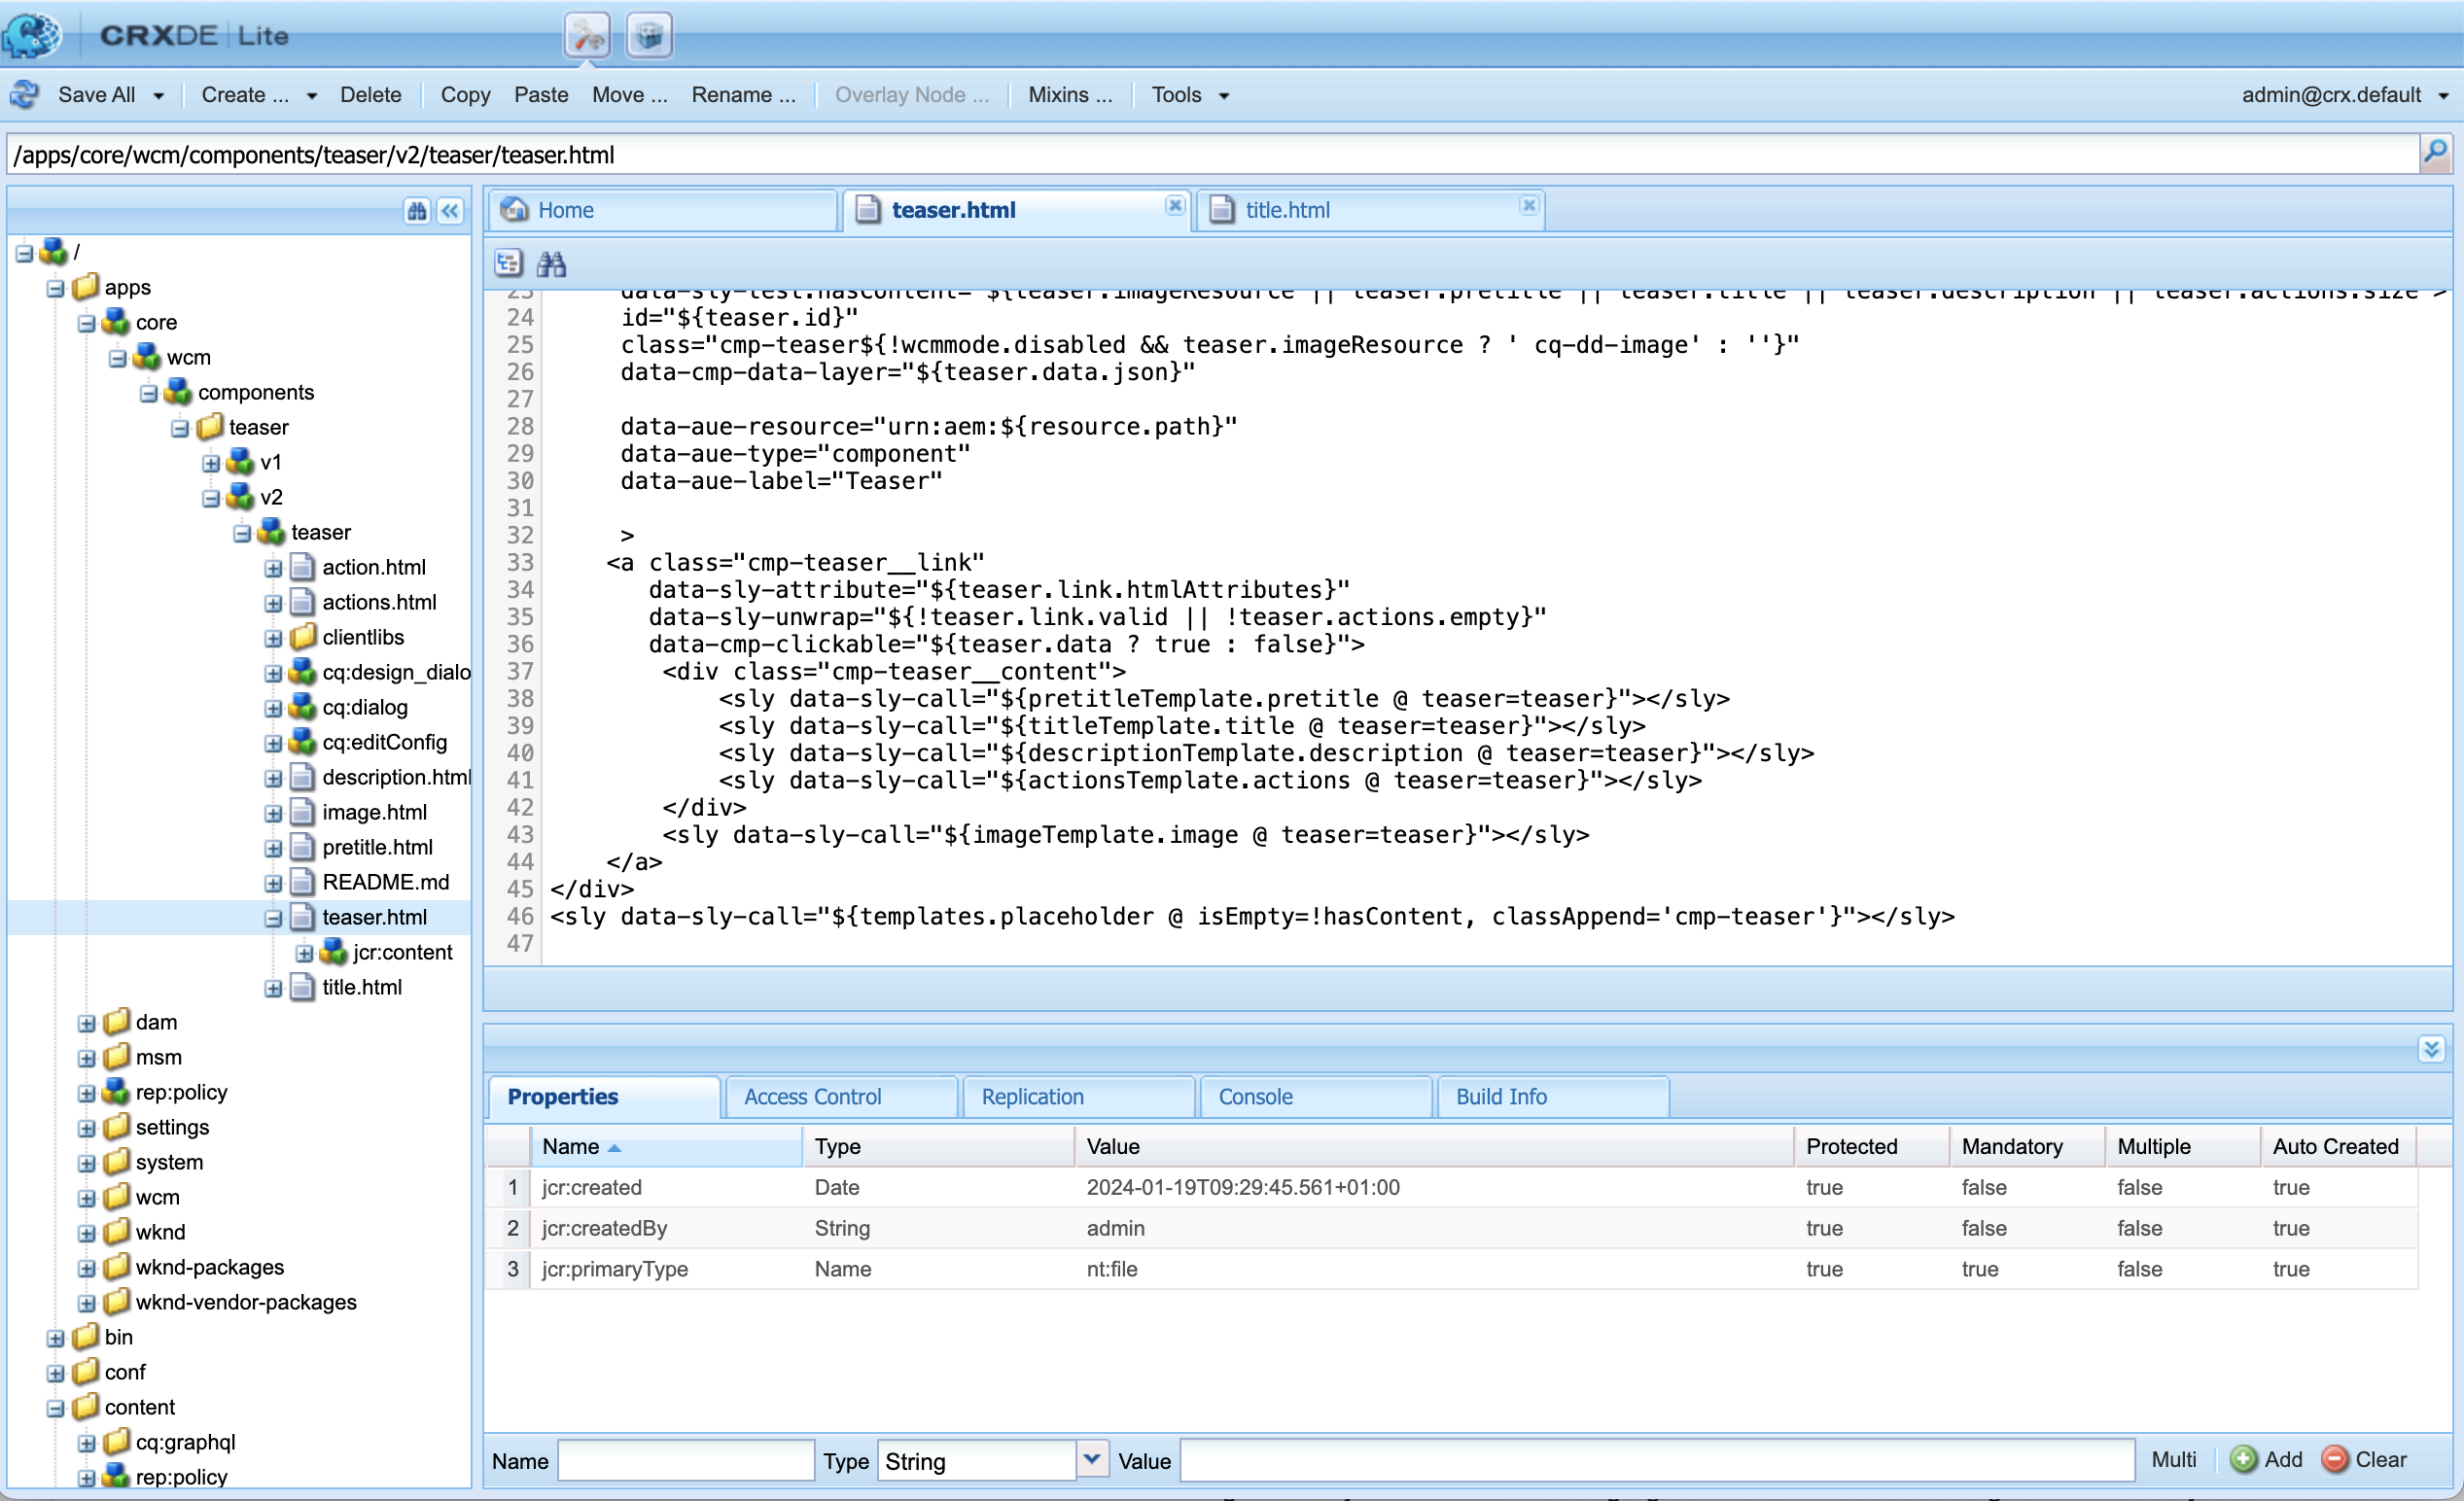 CRXDE | Lite
Save All Create ... Delete Copy Paste Move ... Rename ... Overlay Node ... Mixins ... Tools admin@crx.default
/apps/core/wcm/components/teaser/v2/teaser/teaser.html
/
apps
core
wcm
components
teaser
v1
v2
teaser
action.html
actions.html
clientlibs
cq:design_dialo
cq:dialog
cq:editConfig
description.html
image.html
pretitle.html
README.md
teaser.html
jcr:content
title.html
dam
msm
rep:policy
settings
system
wcm
wknd
wknd-packages
wknd-vendor-packages
bin
conf
content
cq:graphql
rep:policy
Home teaser.html title.html
23 data-sly-test.hasContent="${teaser.imageResource || teaser.pretitle || teaser.title || teaser.description || teaser.actions.size >
24 id="${teaser.id}"
25 class="cmp-teaser${!wcmmode.disabled && teaser.imageResource ? ' cq-dd-image' : ''}"
26 data-cmp-data-layer="${teaser.data.json}"
27
28 data-aue-resource="urn:aem:${resource.path}"
29 data-aue-type="component"
30 data-aue-label="Teaser"
31
32 >
33 <a class="cmp-teaser__link"
34 data-sly-attribute="${teaser.link.htmlAttributes}"
35 data-sly-unwrap="${!teaser.link.valid || !teaser.actions.empty}"
36 data-cmp-clickable="${teaser.data ? true : false}">
37 <div class="cmp-teaser__content">
38 <sly data-sly-call="${pretitleTemplate.pretitle @ teaser=teaser}"></sly>
39 <sly data-sly-call="${titleTemplate.title @ teaser=teaser}"></sly>
40 <sly data-sly-call="${descriptionTemplate.description @ teaser=teaser}"></sly>
41 <sly data-sly-call="${actionsTemplate.actions @ teaser=teaser}"></sly>
42 </div>
43 <sly data-sly-call="${imageTemplate.image @ teaser=teaser}"></sly>
44 </a>
45 </div>
46 <sly data-sly-call="${templates.placeholder @ isEmpty=!hasContent, classAppend='cmp-teaser'}"></sly>
47
Properties Access Control Replication Console Build Info
Name Type Value Protected Mandatory Multiple Auto Created
1 jcr:created Date 2024-01-19T09:29:45.561+01:00 true false false true
2 jcr:createdBy String admin true false false true
3 jcr:primaryType Name nt:file true true false true
Name Type String Value Multi Add Clear